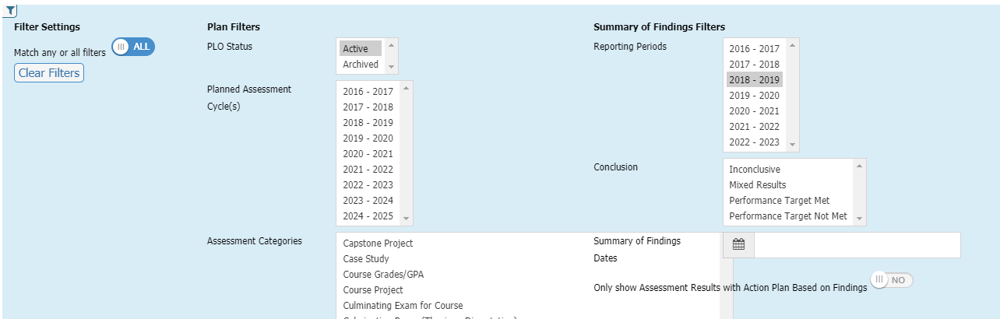 Filter Settings
Match any or all filters
ALL
Clear Filters
Plan Filters
PLO Status
Active
Archived
Planned Assessment
Cycle(s)
2016 - 2017
2017 - 2018
2018 - 2019
2019 - 2020
2020 - 2021
2021 - 2022
2022 - 2023
2023 - 2024
2024 - 2025
Assessment Categories
Capstone Project
Case Study
Course Grades/GPA
Course Project
Culminating Exam for Course
Summary of Findings Filters
Reporting Periods
2016 - 2017
2017 - 2018
2018 - 2019
2019 - 2020
2020 - 2021
2021 - 2022
2022 - 2023
Conclusion
Inconclusive
Mixed Results
Performance Target Met
Performance Target Not Met
Summary of Findings
Dates
Only show Assessment Results with Action Plan Based on Findings
NO